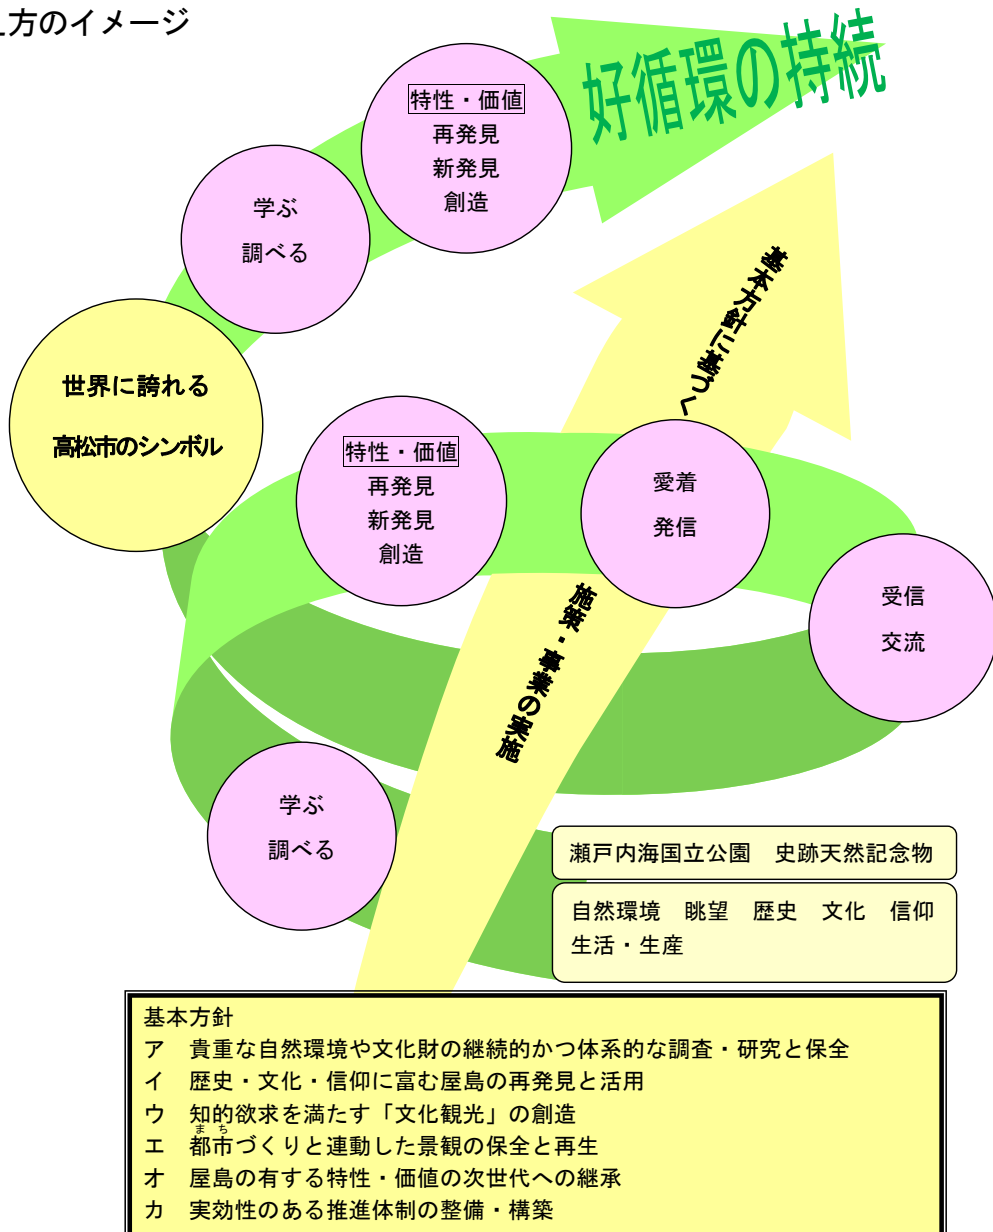 え方のイメージ
好循環の持続
特性・価値
再発見
新発見
創造
学ぶ
調べる
基本方針に基づく
世界に誇れる
高松市のシンボル
特性・価値
再発見
新発見
創造
愛着
発信
受信
交流
施策・事業の実施
学ぶ
調べる
瀬戸内海国立公園 史跡天然記念物
自然環境 眺望 歴史 文化 信仰
生活・生産
基本方針
ア 貴重な自然環境や文化財の継続的かつ体系的な調査・研究と保全
イ 歴史・文化・信仰に富む屋島の再発見と活用
ウ 知的欲求を満たす「文化観光」の創造
まち
エ 都市づくりと連動した景観の保全と再生
オ 屋島の有する特性・価値の次世代への継承
カ 実効性のある推進体制の整備・構築